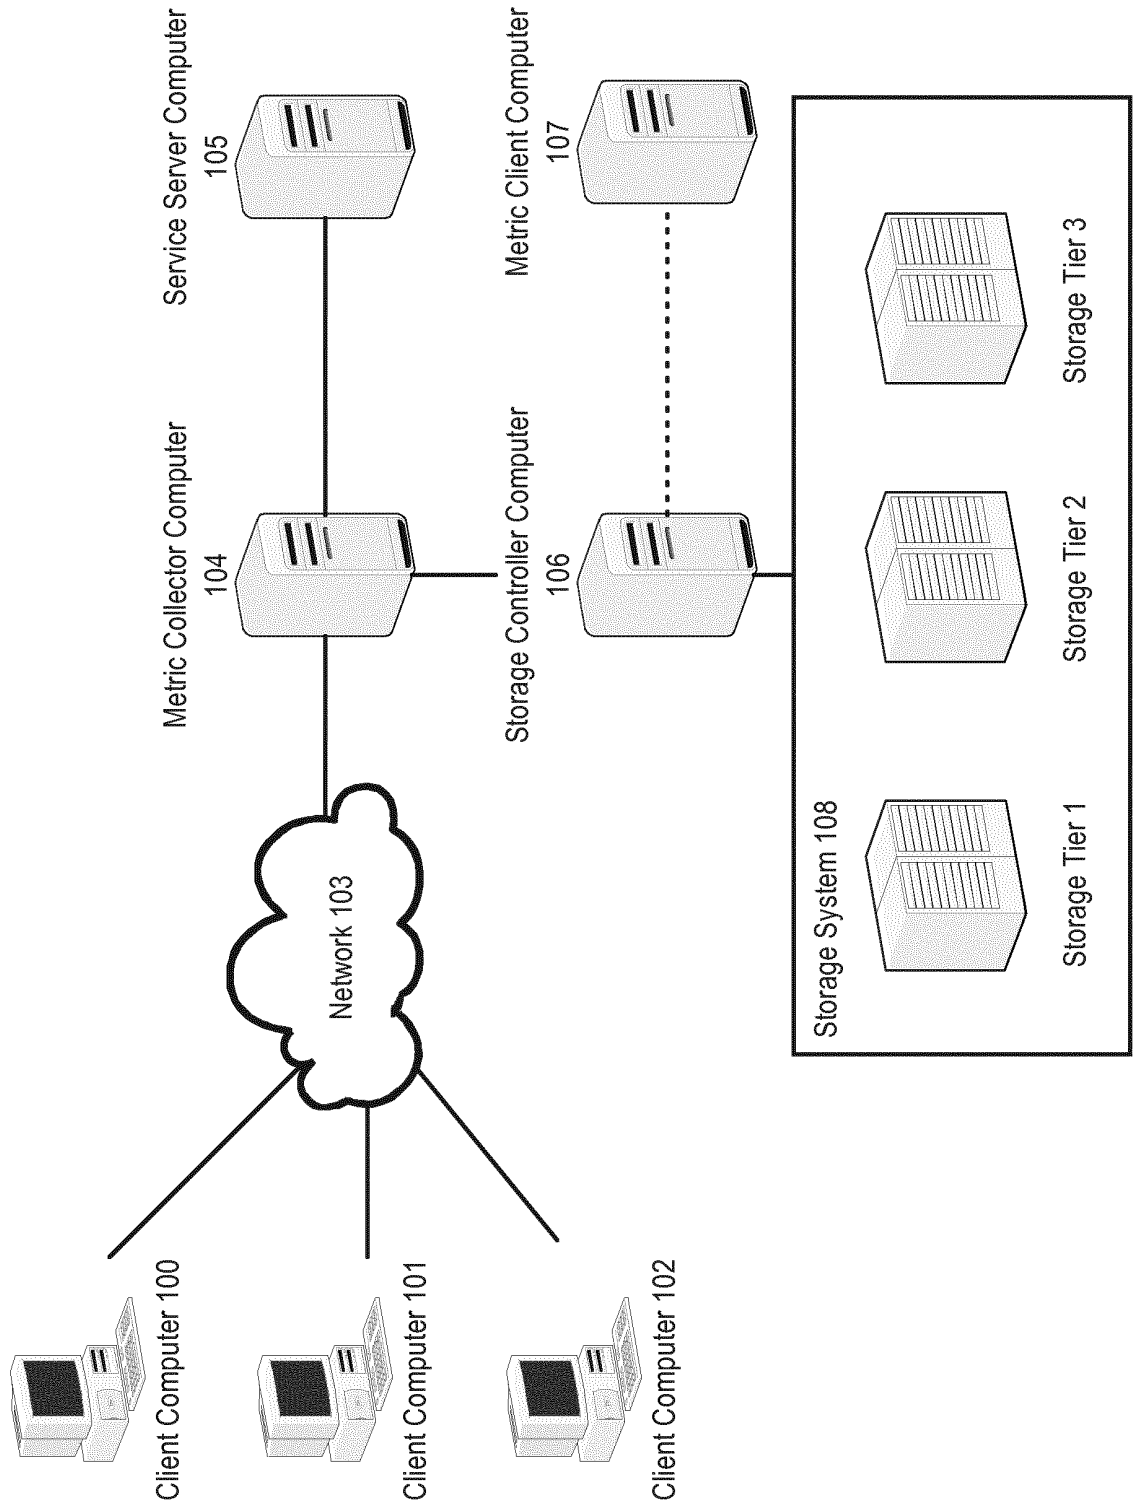 Client Computer 100
Client Computer 101
Client Computer 102
Network 103
Metric Collector Computer
104
Service Server Computer
105
Storage Controller Computer
106
Metric Client Computer
107
Storage System 108
Storage Tier 1
Storage Tier 2
Storage Tier 3